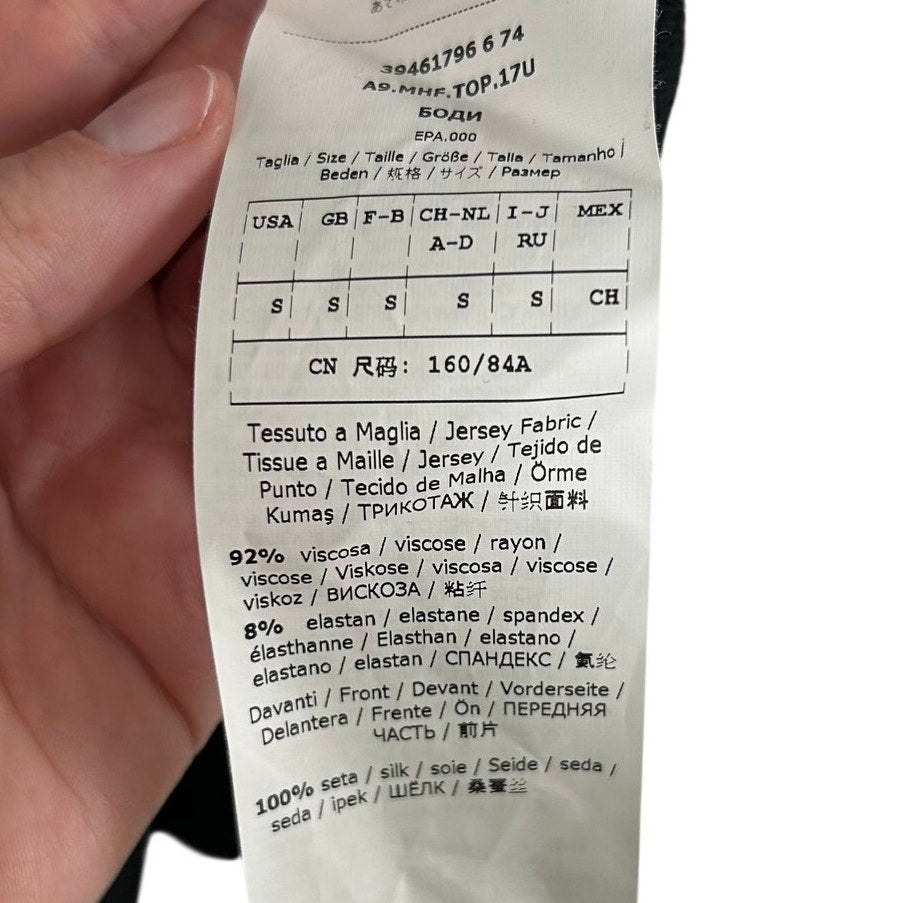 39461796 6 74
A9.MHF.TOP.17U
БОДИ
EPA.000
Taglia / Size / Taille / Größe / Talla / Tamanho /
Beden / 规格 / サイズ / Размер
USA GB F-B CH-NL I-J MEX
A-D RU
S S S S S CH
CN 尺码: 160/84A
Tessuto a Maglia / Jersey Fabric /
Tissue a Maille / Jersey / Tejido de
Punto / Tecido de Malha / Örme
Kumaş / ТРИКОТАЖ / 针织面料
92% viscosa / viscose / rayon /
viscose / Viskose / viscosa / viscose /
viskoz / ВИСКОЗА / 粘纤
8% elastan / elastane / spandex /
élasthanne / Elasthan / elastano /
elastano / elastan / СПАНДЕКС / 氨纶
Davanti / Front / Devant / Vorderseite /
Delantera / Frente / Ön / ПЕРЕДНЯЯ
ЧАСТЬ / 前片
100% seta / silk / soie / Seide / seda /
seda / ipek / ШЁЛК / 桑蚕丝